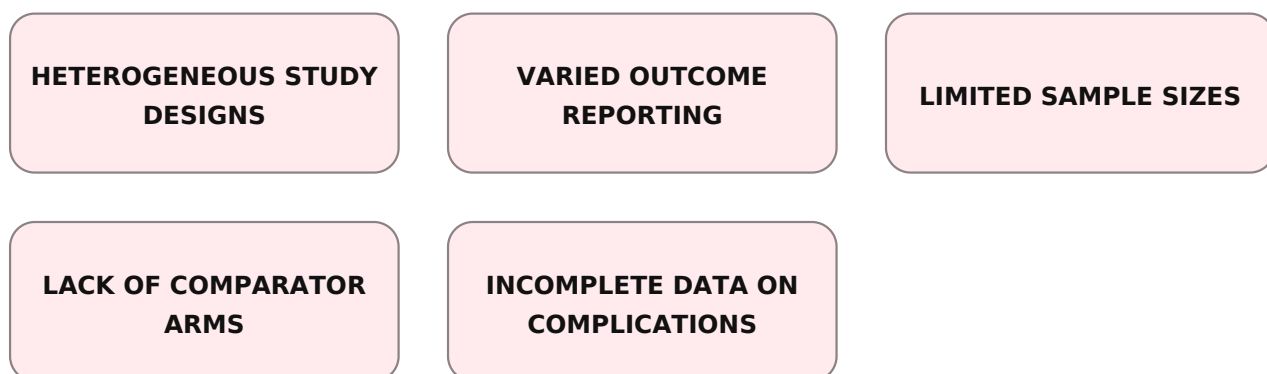 HETEROGENEOUS STUDY
DESIGNS
VARIED OUTCOME
REPORTING
LIMITED SAMPLE SIZES
LACK OF COMPARATOR
ARMS
INCOMPLETE DATA ON
COMPLICATIONS